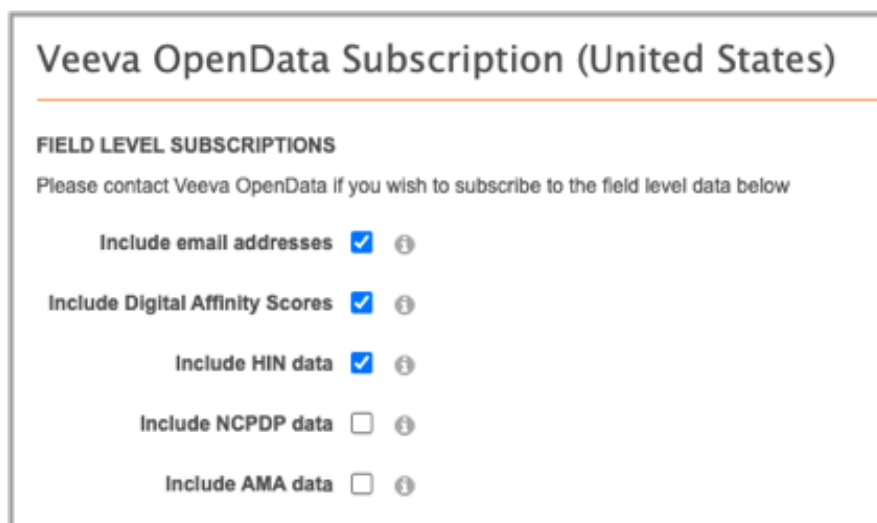 Veeva OpenData Subscription (United States)
FIELD LEVEL SUBSCRIPTIONS
Please contact Veeva OpenData if you wish to subscribe to the field level data below
Include email addresses
Include Digital Affinity Scores
Include HIN data
Include NCPDP data
Include AMA data